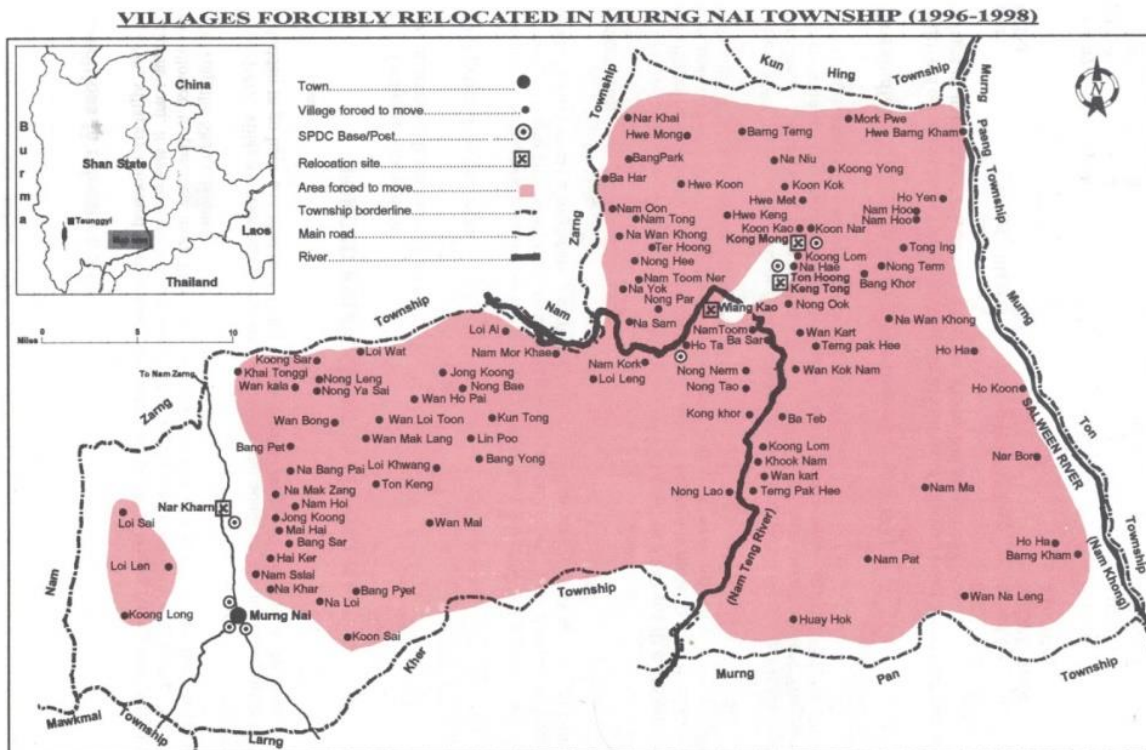 VILLAGES FORCIBLY RELOCATED IN MURNG NAI TOWNSHIP (1996-1998)
China
Burma
Shan State
Taunggyi
Map area
Laos
Thailand
Town
Village forced to move
SPDC Base/Post
Relocation site
Area forced to move
Township borderline
Main road
River
N
0 5 10
Miles
Kun Hing Township
Murng Paeng Township
Zarng Township
Nar Khai
Hwe Mong
Barng Terng
Mork Pwe
Hwe Barng Kham
BangPark
Na Niu
Koong Yong
Ba Har
Hwe Koon
Koon Kok
Hwe Met
Ho Yen
Nam Oon
Nam Tong
Hwe Keng
Nam Hoo
Nam Hoo
Koon Kao
Koon Nar
Na Wan Khong
Kong Mong
Ter Hoong
Tong Ing
Nong Hee
Koong Lom
Na Hae
Nong Term
Nam Toom Ner
Ton Hoong
Keng Tong
Bang Khor
Na Yok
Nong Par
Wiang Kao
Nong Ook
Na Sarn
Na Wan Khong
NamToom
Ba Sar
Wan Kart
Ho Ta
Terng pak Hee
Ho Ha
Nam Kork
Nong Nerm
Wan Kok Nam
Loi Leng
Nong Tao
Ho Koon
Kong khor
Ba Teb
Koong Lom
Khook Nam
Nar Bor
Wan kart
Nong Lao
Terng Pak Hee
Nam Ma
Ho Ha
Barng Kham
Nam Pat
Wan Na Leng
Huay Hok
(Nam Teng River)
SALWEEN RIVER
(Nam Khong)
Murng Ton Township
Nam Zarng Township
To Nam Zarng
Loi Ai
Nam Mor Khae
Koong Sar
Loi Wat
Khai Tonggi
Nong Leng
Jong Koong
Wan kala
Nong Ya Sai
Nong Bae
Wan Ho Pai
Wan Bong
Wan Loi Toon
Kun Tong
Bang Pet
Wan Mak Lang
Lin Poo
Na Bang Pai
Loi Khwang
Bang Yong
Na Mak Zang
Ton Keng
Nam Hoi
Nar Kharn
Jong Koong
Wan Mai
Mai Hai
Bang Sar
Loi Sai
Hai Ker
Loi Len
Nam Sslai
Na Khar
Bang Pyet
Koong Long
Na Loi
Murng Nai
Koon Sai
Mawkmai Township
Larng Kher Township
Murng Pan Township